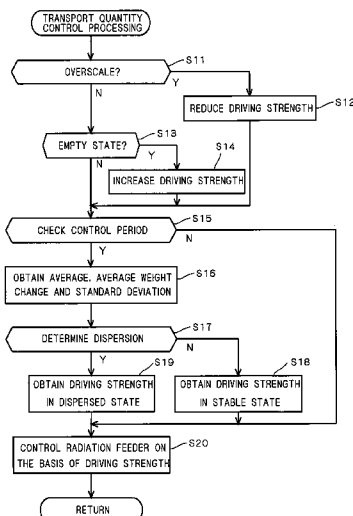 TRANSPORT QUANTITY
CONTROL PROCESSING
S11
OVERSCALE?
Y
N
REDUCE DRIVING STRENGTH
S12
S13
EMPTY STATE?
Y
N
S14
INCREASE DRIVING STRENGTH
S15
CHECK CONTROL PERIOD
N
Y
S16
OBTAIN AVERAGE, AVERAGE WEIGHT
CHANGE AND STANDARD DEVIATION
S17
DETERMINE DISPERSION
N
Y
S19
S18
OBTAIN DRIVING STRENGTH
IN DISPERSED STATE
OBTAIN DRIVING STRENGTH
IN STABLE STATE
S20
CONTROL RADIATION FEEDER ON
THE BASIS OF DRIVING STRENGTH
RETURN